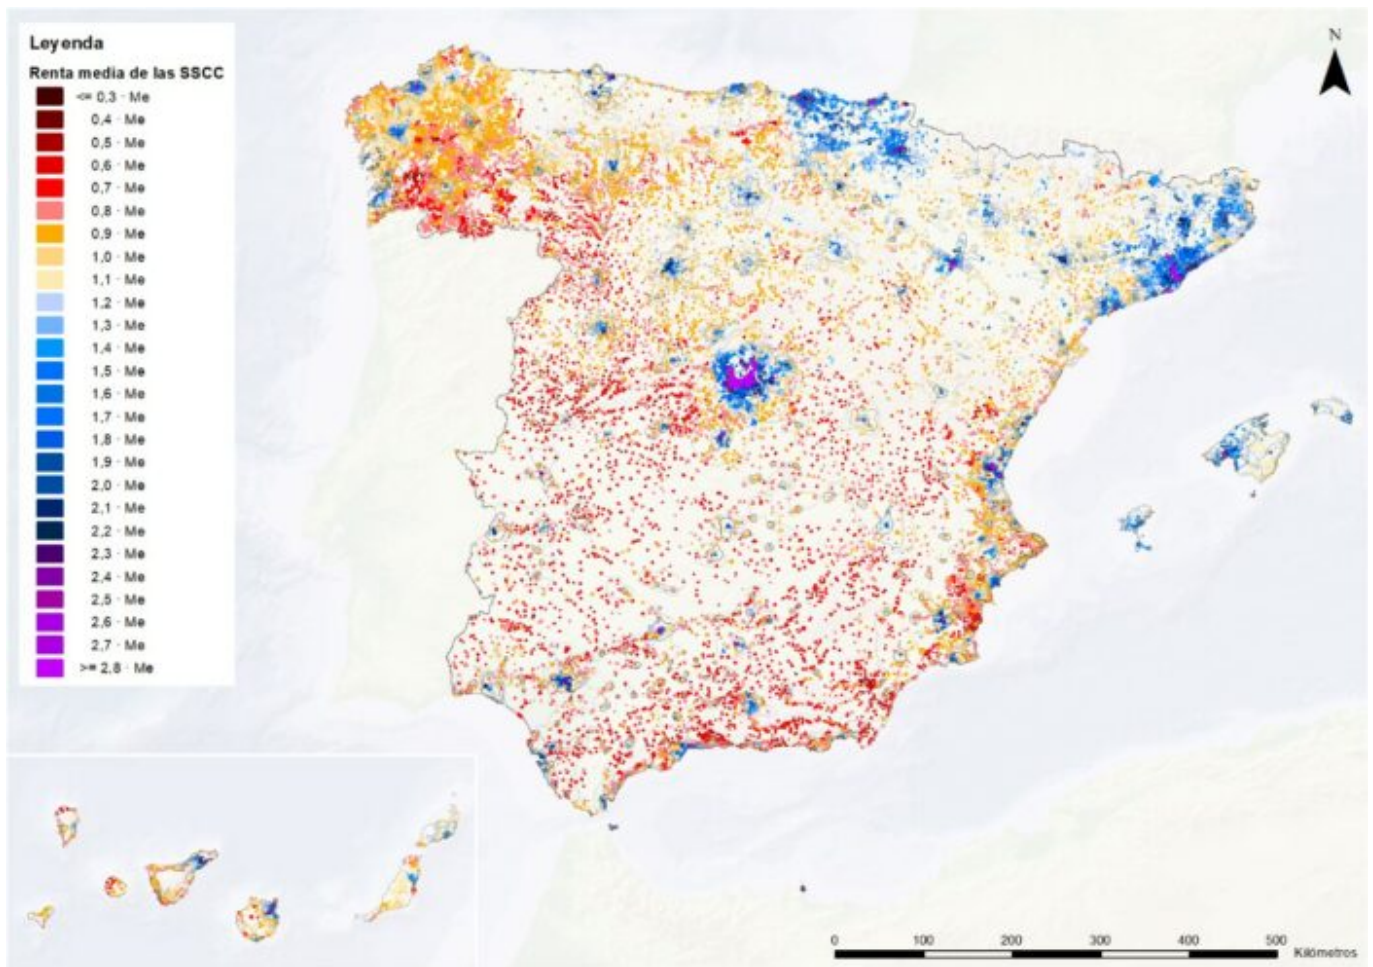 Leyenda
Renta media de las SSCC
<= 0,3 · Me
0,4 · Me
0,5 · Me
0,6 · Me
0,7 · Me
0,8 · Me
0,9 · Me
1,0 · Me
1,1 · Me
1,2 · Me
1,3 · Me
1,4 · Me
1,5 · Me
1,6 · Me
1,7 · Me
1,8 · Me
1,9 · Me
2,0 · Me
2,1 · Me
2,2 · Me
2,3 · Me
2,4 · Me
2,5 · Me
2,6 · Me
2,7 · Me
>= 2,8 · Me
N
0 100 200 300 400 500
Kilómetros